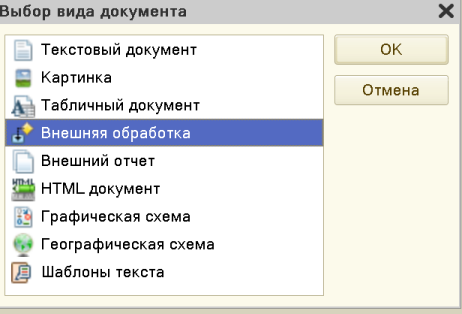 Выбор вида документа
Текстовый документ
Картинка
Табличный документ
Внешняя обработка
Внешний отчет
HTML документ
Графическая схема
Географическая схема
Шаблоны текста
OK
Отмена